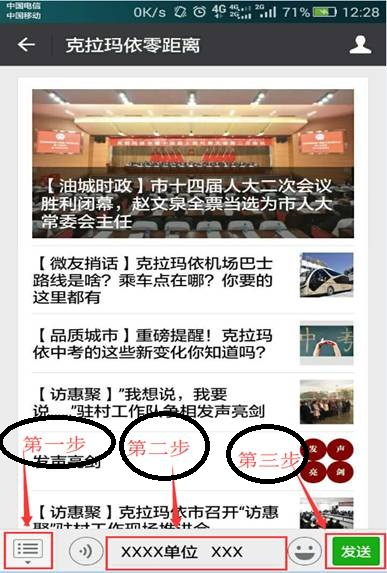 中国电信
中国移动
0K/s 4G 4G 2G 2G 71% 12:28
克拉玛依零距离
【油城时政】市十四届人大二次会议
胜利闭幕，赵文泉全票当选为市人大
常委会主任
【微友捎话】克拉玛依机场巴士
路线是啥？乘车点在哪？你要的
这里都有
【品质城市】重磅提醒！克拉玛
依中考的这些新变化你知道吗？
中考
【访惠聚】"我想说，我要
说……"驻村工作队争相发声亮剑
第一步
第二步
第三步
发声亮剑
发 声
亮 剑
【访惠聚】克拉玛依市召开"访惠
聚"驻村工作现场推进会
XXXX单位 XXX
发送